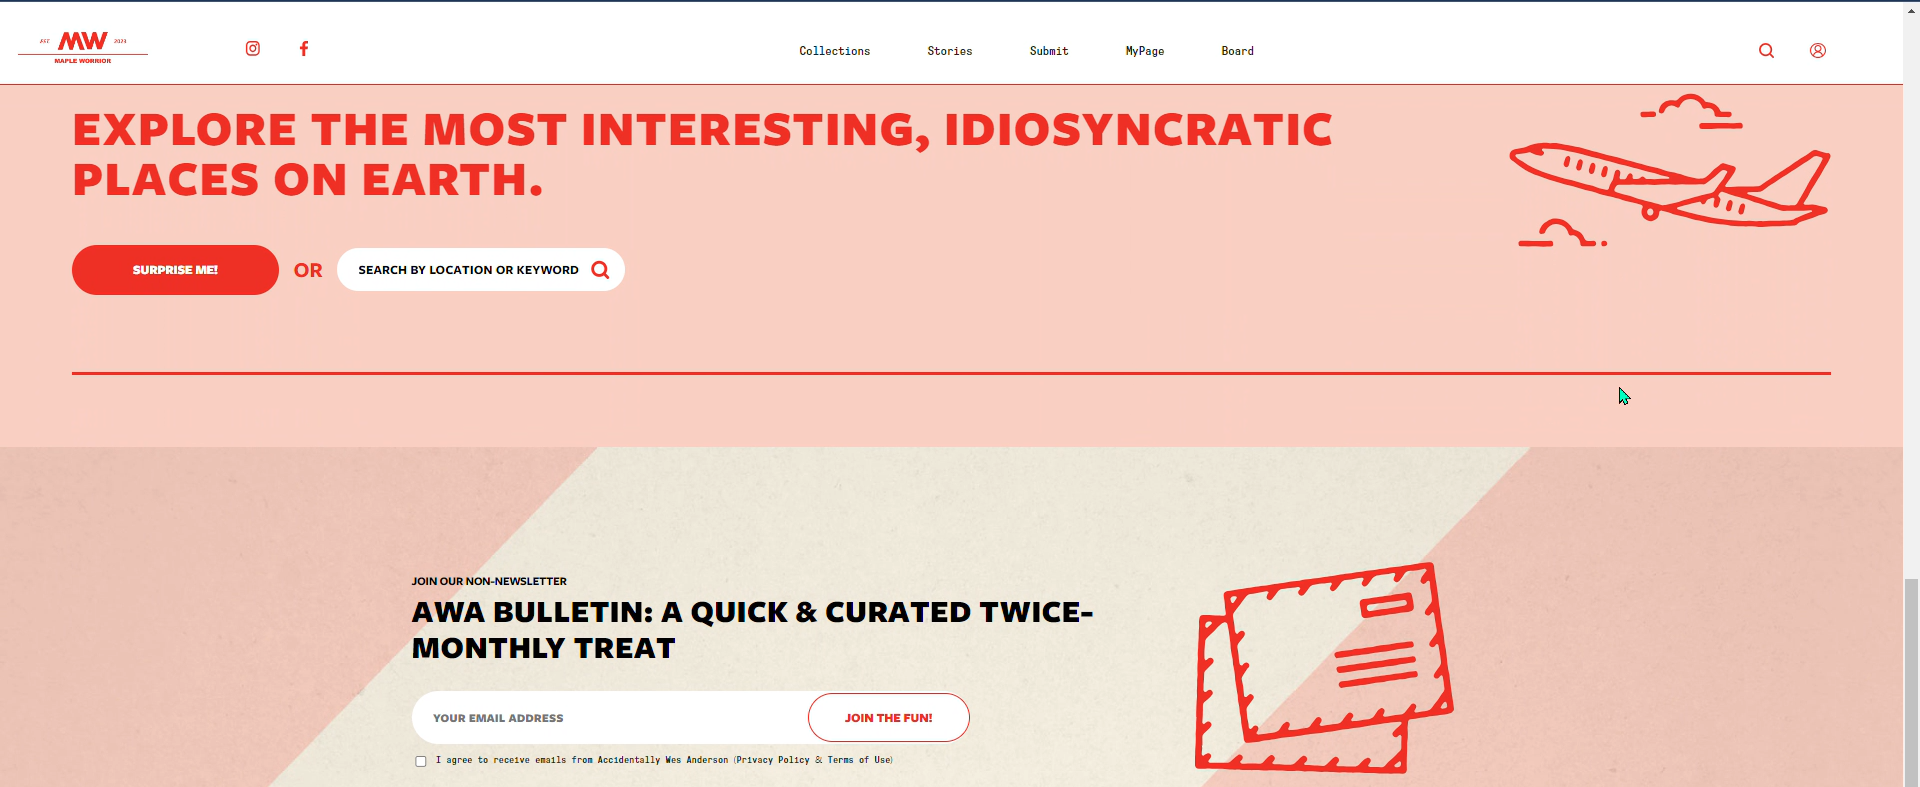 EST MW 2023
MAPLE WORRIOR
Collections Stories Submit MyPage Board
EXPLORE THE MOST INTERESTING, IDIOSYNCRATIC
PLACES ON EARTH.
SURPRISE ME! OR SEARCH BY LOCATION OR KEYWORD
JOIN OUR NON-NEWSLETTER
AWA BULLETIN: A QUICK & CURATED TWICE-
MONTHLY TREAT
YOUR EMAIL ADDRESS JOIN THE FUN!
I agree to receive emails from Accidentally Wes Anderson (Privacy Policy & Terms of Use)